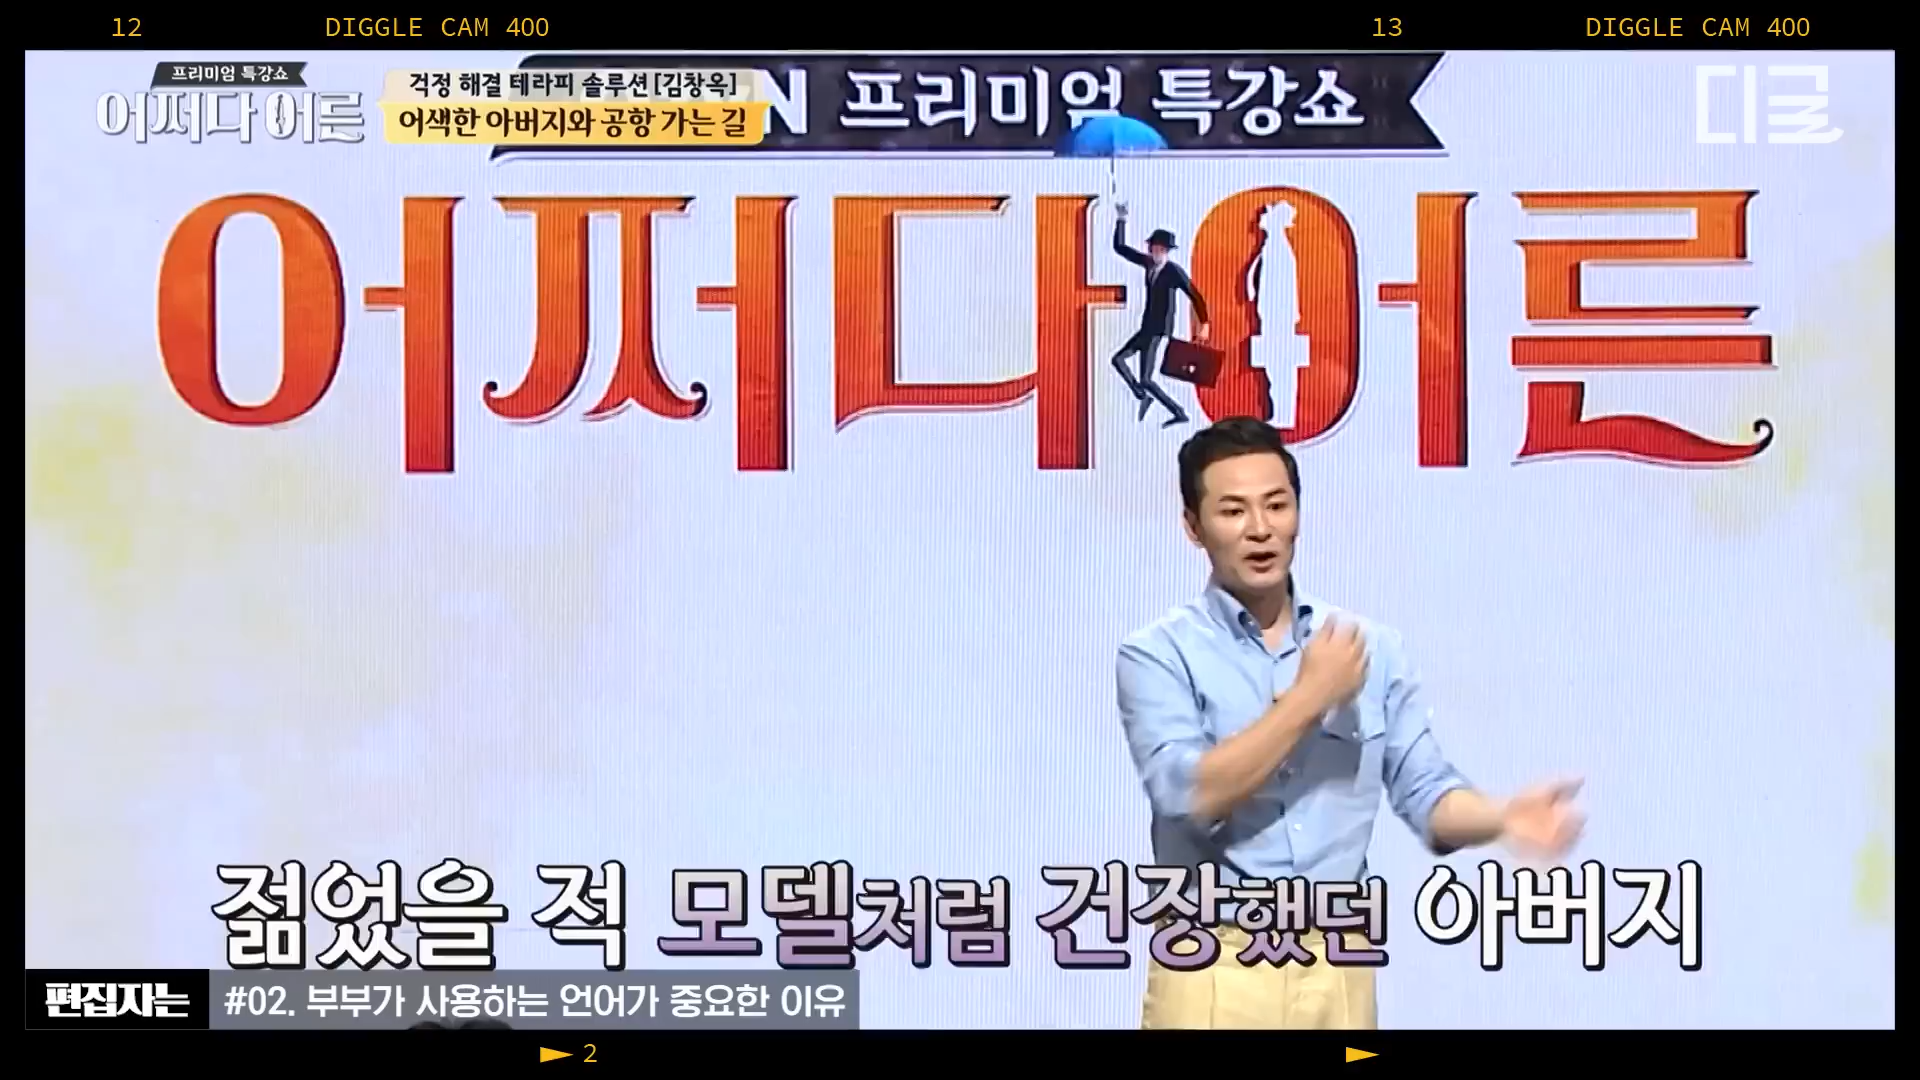 12 DIGGLE CAM 400 13 DIGGLE CAM 400
프리미엄 특강쇼
어쩌다 어른
걱정 해결 테라피 솔루션 [김창옥]
어색한 아버지와 공항 가는 길
N 프리미엄 특강쇼
디글
어쩌다 어른
젊었을 적 모델처럼 건장했던 아버지
편집자는
#02. 부부가 사용하는 언어가 중요한 이유
2